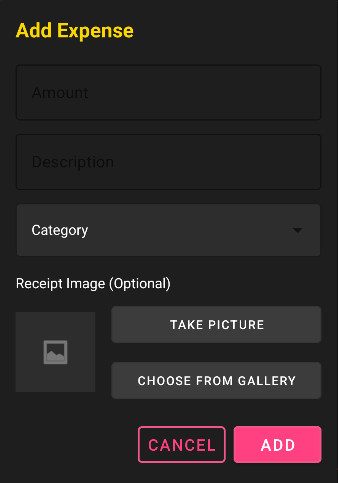 Add Expense
Amount
Description
Category
Receipt Image (Optional)
TAKE PICTURE
CHOOSE FROM GALLERY
CANCEL
ADD